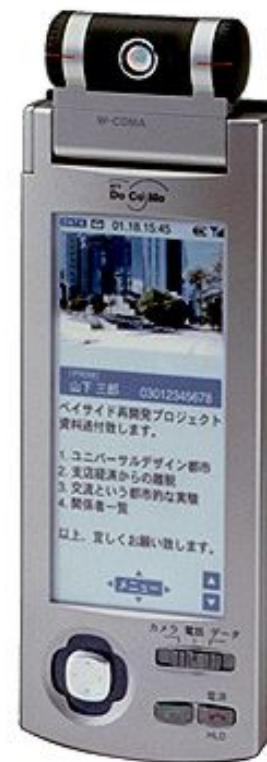 W-CDMA
NTT
DoCoMo
01.18.15:45
山下 三郎 03012345678
ベイサイド再開発プロジェクト
資料送付致します。
1. ユニバーサルデザイン都市
2. 支店経済からの離脱
3. 交流という都市的な実験
4. 関係者一覧
以上、宜しくお願い致します。
メニュー
カメラ 電話 データ
電源
HLD